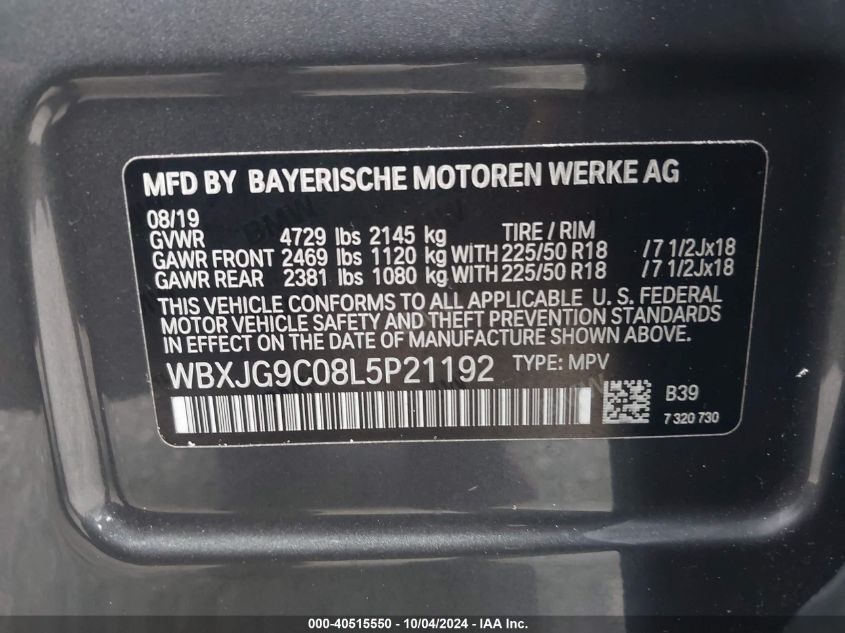 MFD BY BAYERISCHE MOTOREN WERKE AG
08/19
GVWR 4729 lbs 2145 kg TIRE / RIM
GAWR FRONT 2469 lbs 1120 kg WITH 225/50 R18 /7 1/2Jx18
GAWR REAR 2381 lbs 1080 kg WITH 225/50 R18 /7 1/2Jx18
THIS VEHICLE CONFORMS TO ALL APPLICABLE U. S. FEDERAL
MOTOR VEHICLE SAFETY AND THEFT PREVENTION STANDARDS
IN EFFECT ON THE DATE OF MANUFACTURE SHOWN ABOVE.
WBXJG9C08L5P21192 TYPE: MPV
B39
7 320 730
000-40515550 - 10/04/2024 - IAA Inc.